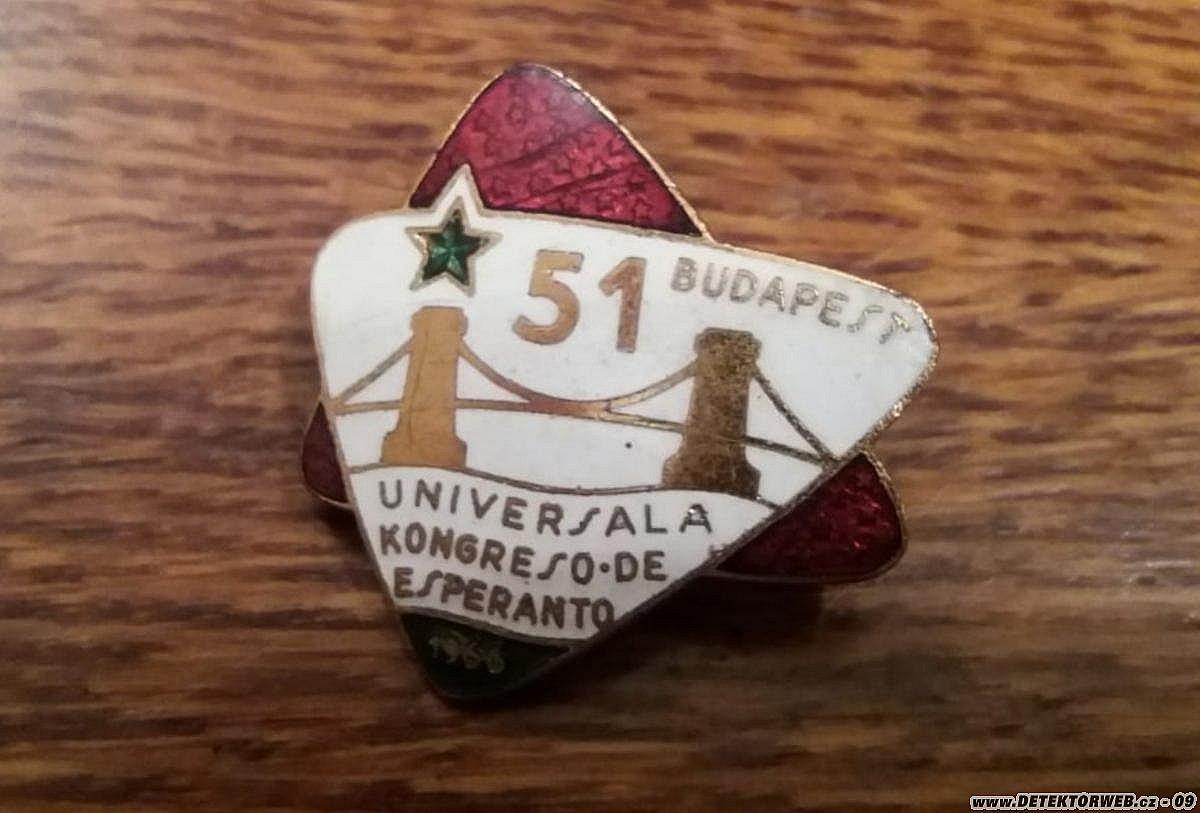 51 BUDAPEST
UNIVERSALA
KONGRESO•DE
ESPERANTO
1966
www.DETEKTORWEB.cz - 09